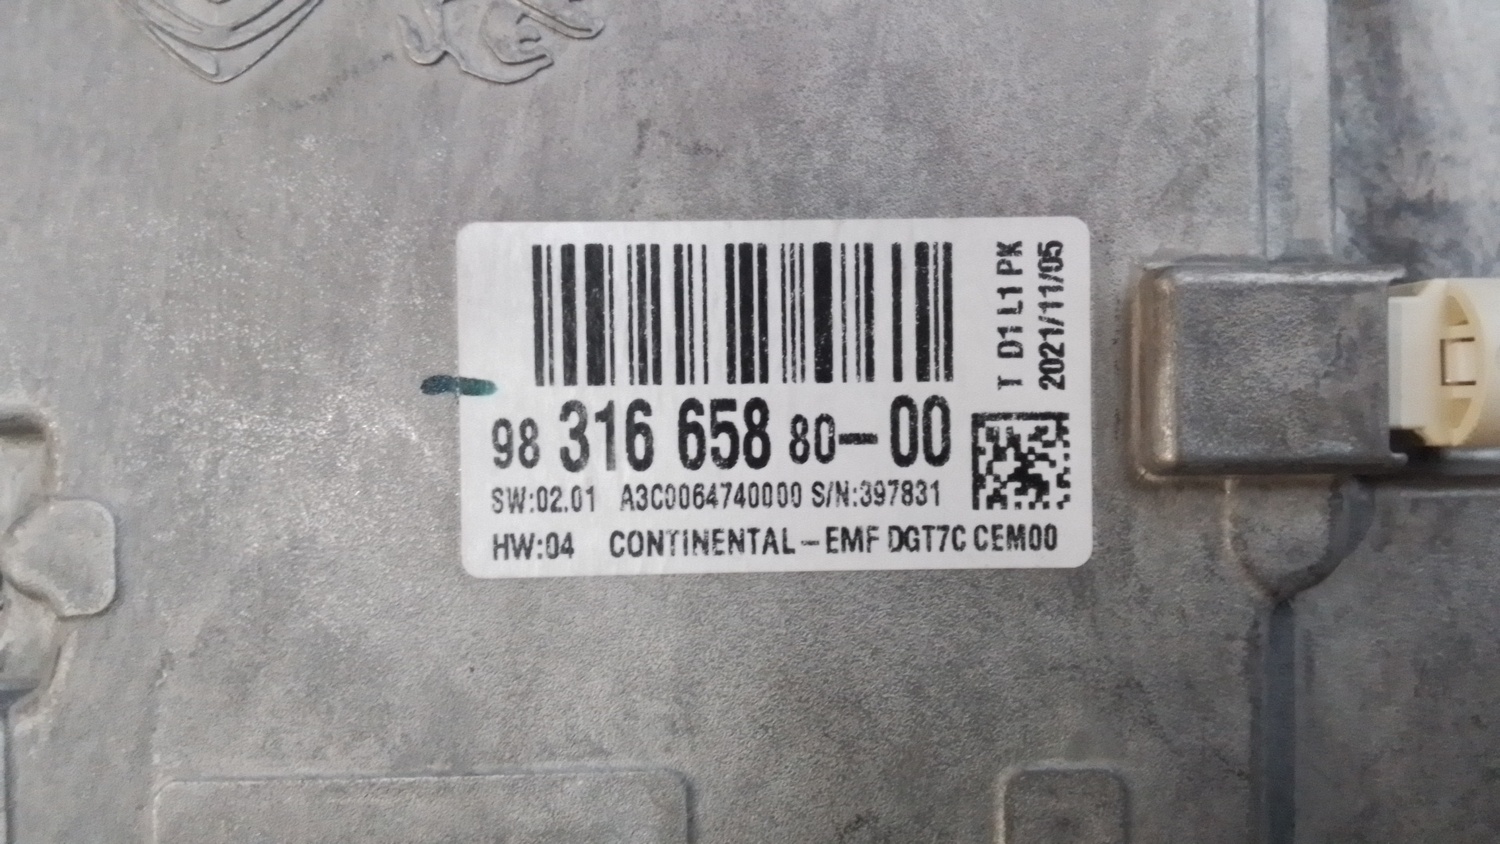 T D1 L1 PK
2021/11/05
98 316 658 80-00
SW:02.01 A3C0064740000 S/N:397831
HW:04 CONTINENTAL-EMF DGT7C CEM00